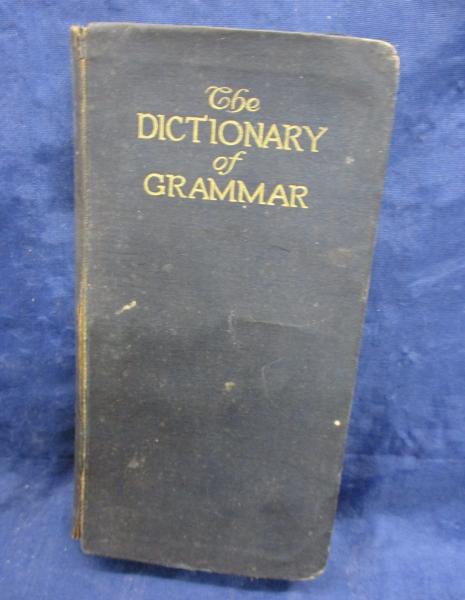 The
DICTIONARY
of
GRAMMAR